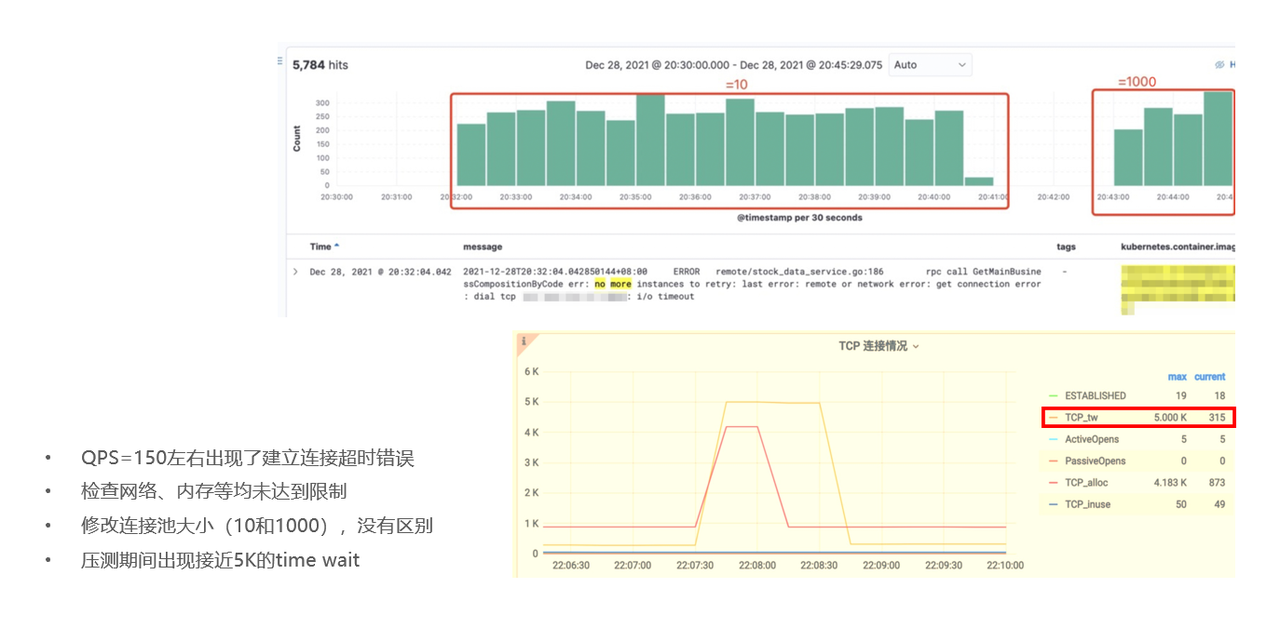 5,784 hits
Dec 28, 2021 @ 20:30:00.000 - Dec 28, 2021 @ 20:45:29.075
Auto
H
=10
=1000
Count
300
250
200
150
100
50
0
20:30:00 20:31:00 20:32:00 20:33:00 20:34:00 20:35:00 20:36:00 20:37:00 20:38:00 20:39:00 20:40:00 20:41:00 20:42:00 20:43:00 20:44:00 20:4
@timestamp per 30 seconds
Time message tags kubernetes.container.imag
Dec 28, 2021 @ 20:32:04.042 2021-12-28T20:32:04.042850144+08:00 ERROR remote/stock_data_service.go:186 rpc call GetMainBusine -
ssCompositionByCode err: no more instances to retry: last error: remote or network error: get connection error
: dial tcp : i/o timeout
TCP 连接情况
6 K
5 K
4 K
3 K
2 K
1 K
0
22:06:30 22:07:00 22:07:30 22:08:00 22:08:30 22:09:00 22:09:30 22:10:00
max current
ESTABLISHED 19 18
TCP_tw 5.000 K 315
ActiveOpens 5 5
PassiveOpens 0 0
TCP_alloc 4.183 K 873
TCP_inuse 50 49
• QPS=150左右出现了建立连接超时错误
• 检查网络、内存等均未达到限制
• 修改连接池大小（10和1000），没有区别
• 压测期间出现接近5K的time wait